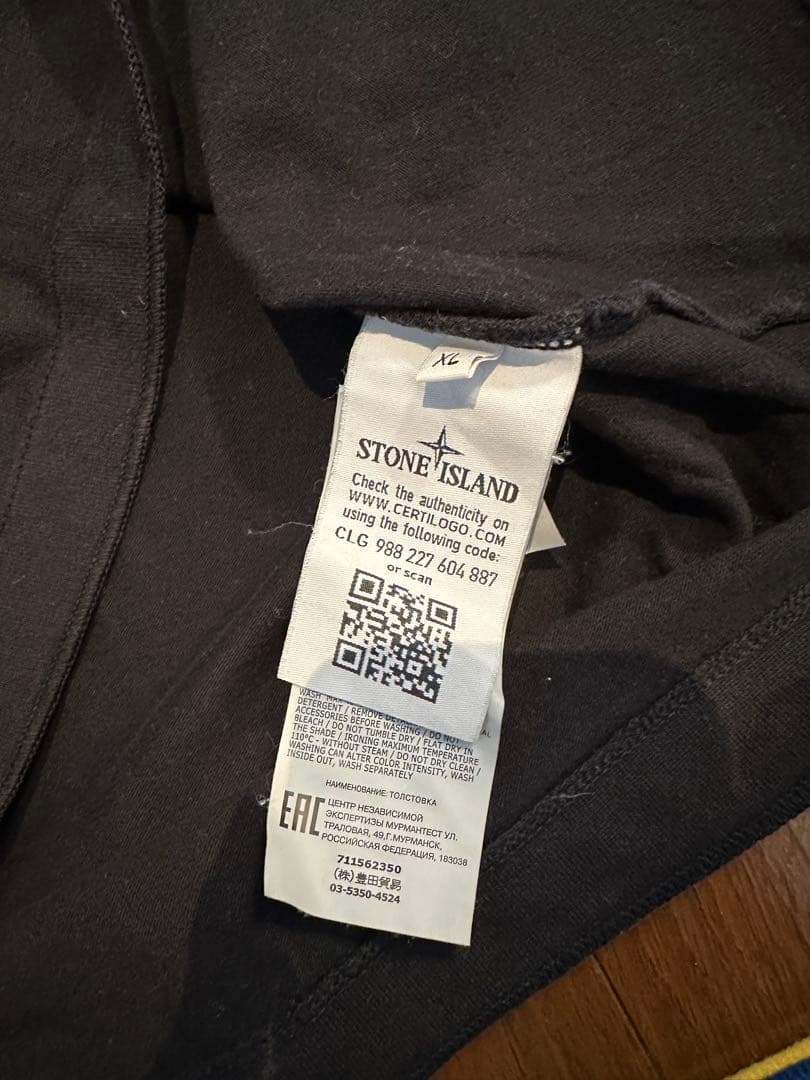 XL
STONE ISLAND
Check the authenticity on
WWW.CERTILOGO.COM
using the following code:
CLG 988 227 604 887
or scan
WASH MAX
DETERGENT / REMOVE
ACCESSORIES BEFORE WASHING / DO NOT
BLEACH / DO NOT TUMBLE DRY / FLAT DRY IN
THE SHADE / IRONING MAXIMUM TEMPERATURE
110°C - WITHOUT STEAM / DO NOT DRY CLEAN /
WASHING CAN ALTER COLOR INTENSITY, WASH
INSIDE OUT, WASH SEPARATELY
НАИМЕНОВАНИЕ: ТОЛСТОВКА
EAC
ЦЕНТР НЕЗАВИСИМОЙ
ЭКСПЕРТИЗЫ МУРМАНТЕСТ УЛ.
ТРАЛОВАЯ, 49,Г.МУРМАНСК,
РОССИЙСКАЯ ФЕДЕРАЦИЯ, 183038
711562350
(株)豊田貿易
03-5350-4524